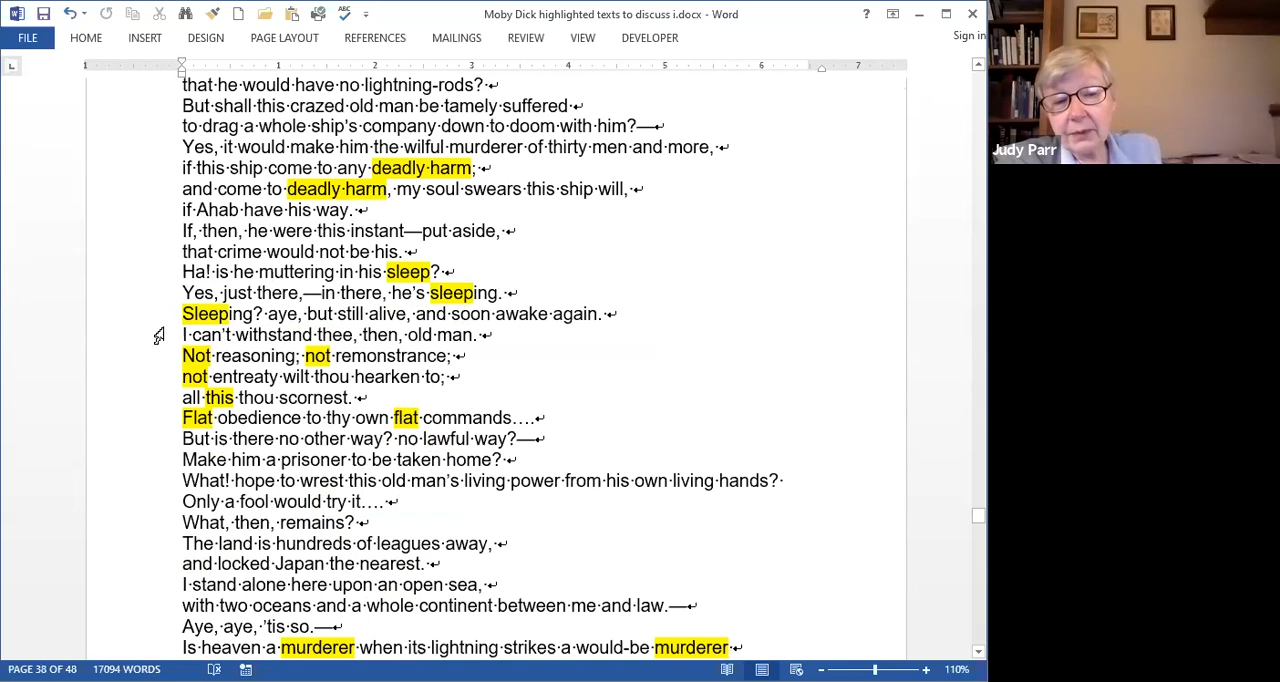 Moby Dick highlighted texts to discuss i.docx - Word
FILE HOME INSERT DESIGN PAGE LAYOUT REFERENCES MAILINGS REVIEW VIEW DEVELOPER Sign in
1 1 2 3 4 5 6 7
that he would have no lightning-rods?
But shall this crazed old man be tamely suffered
to drag a whole ship's company down to doom with him?—
Yes, it would make him the wilful murderer of thirty men and more,
if this ship come to any deadly harm;
and come to deadly harm, my soul swears this ship will,
if Ahab have his way.
If, then, he were this instant—put aside,
that crime would not be his.
Ha! is he muttering in his sleep?
Yes, just there,—in there, he's sleeping.
Sleeping? aye, but still alive, and soon awake again.
I can't withstand thee, then, old man.
Not reasoning; not remonstrance;
not entreaty wilt thou hearken to;
all this thou scornest.
Flat obedience to thy own flat commands….
But is there no other way? no lawful way?—
Make him a prisoner to be taken home?
What! hope to wrest this old man's living power from his own living hands?
Only a fool would try it….
What, then, remains?
The land is hundreds of leagues away,
and locked Japan the nearest.
I stand alone here upon an open sea,
with two oceans and a whole continent between me and law.—
Aye, aye, 'tis so.—
Is heaven a murderer when its lightning strikes a would-be murderer
PAGE 38 OF 48 17094 WORDS 110%
Judy Parr